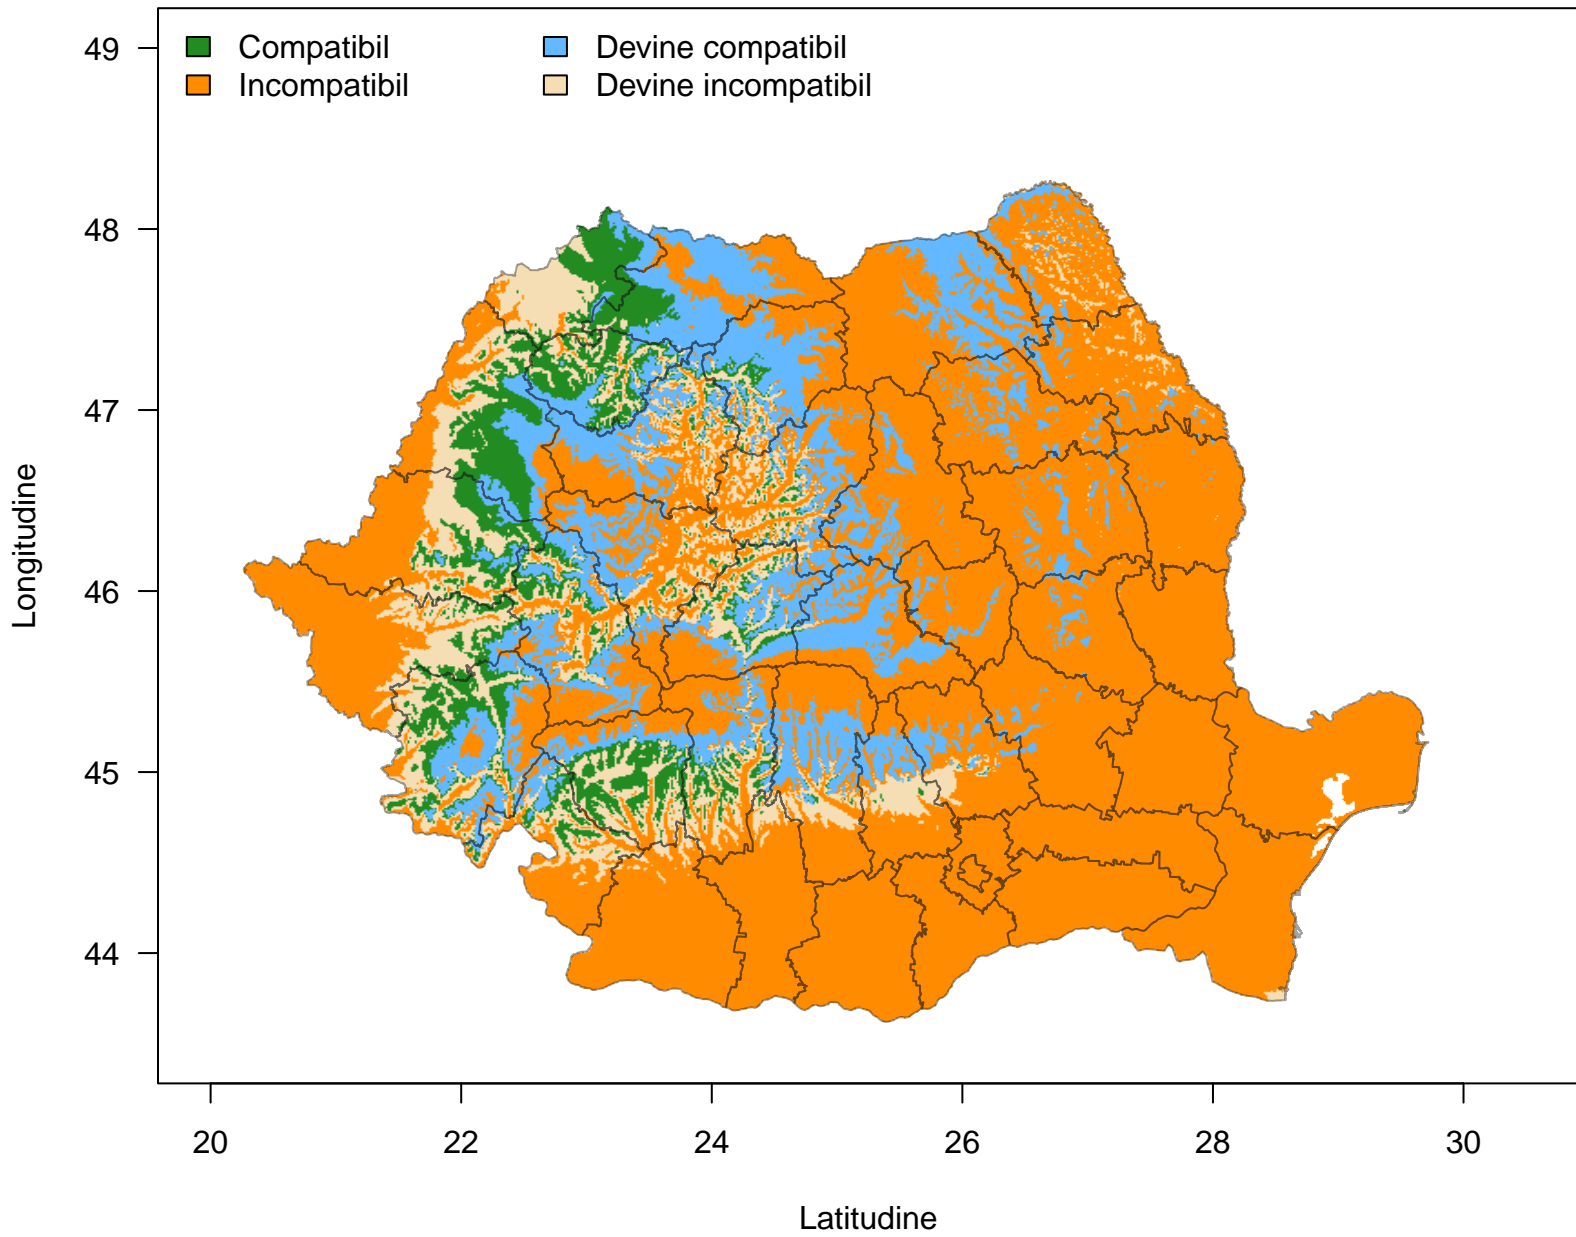 Compatibil
Incompatibil
Devine compatibil
Devine incompatibil
49
48
47
46
45
44
Longitudine
20 22 24 26 28 30
Latitudine